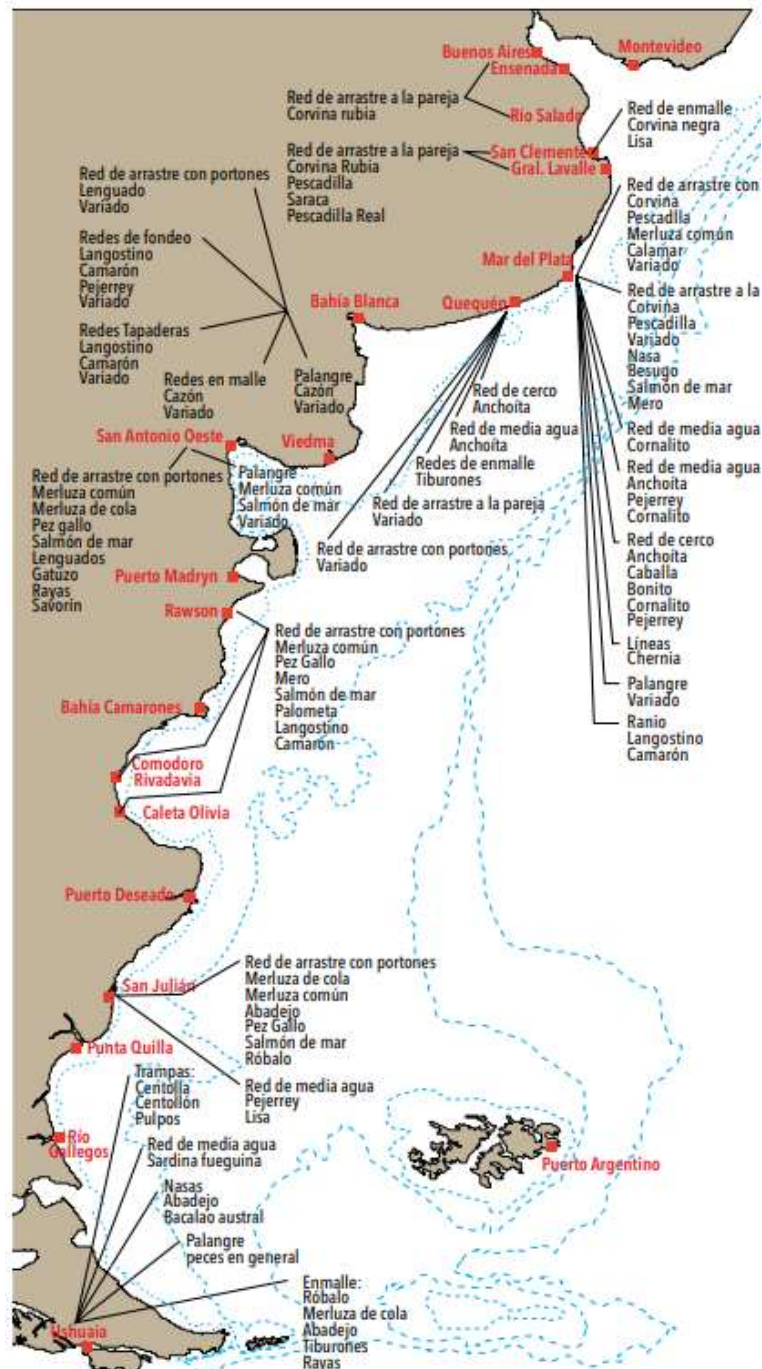 Buenos Aires
Ensenada
Montevideo
Red de arrastre a la pareja
Corvina rubia
Río Salado
Red de enmalle
Corvina negra
Lisa
San Clemente
Gral. Lavalle
Red de arrastre a la pareja
Corvina Rubia
Pescadilla
Saraca
Pescadilla Real
Red de arrastre con portones
Lenguado
Variado
Redes de fondeo
Langostino
Camarón
Pejerrey
Variado
Redes Tapaderas
Langostino
Camarón
Variado
Redes en malle
Cazón
Variado
Palangre
Cazón
Variado
Bahía Blanca
Mar del Plata
Quequén
Red de arrastre con
Corvina
Pescadlla
Merluza común
Calamar
Variado
Red de arrastre a la
Corvina
Pescadilla
Variado
Nasa
Besugo
Salmón de mar
Mero
Red de media agua
Cornalito
Red de media agua
Anchoíta
Pejerrey
Cornalito
Red de cerco
Anchoíta
Caballa
Bonito
Cornalito
Pejerrey
Líneas
Chernia
Palangre
Variado
Ranio
Langostino
Camarón
Red de cerco
Anchoíta
Red de media agua
Anchoíta
Redes de enmalle
Tiburones
Red de arrastre a la pareja
Variado
Red de arrastre con portones
Variado
San Antonio Oeste
Viedma
Red de arrastre con portones
Merluza común
Merluza de cola
Pez gallo
Salmón de mar
Lenguados
Gatuzo
Rayas
Savorín
Palangre
Merluza común
Salmón de mar
Variado
Puerto Madryn
Rawson
Red de arrastre con portones
Merluza común
Pez Gallo
Mero
Salmón de mar
Palometa
Langostino
Camarón
Bahía Camarones
Comodoro
Rivadavia
Caleta Olivia
Puerto Deseado
San Julián
Red de arrastre con portones
Merluza de cola
Merluza común
Abadejo
Pez Gallo
Salmón de mar
Róbalo
Red de media agua
Pejerrey
Lisa
Punta Quilla
Trampas:
Centolla
Centollón
Pulpos
Río
Gallegos
Red de media agua
Sardina fueguina
Nasas
Abadejo
Bacalao austral
Palangre
peces en general
Puerto Argentino
Enmalle:
Róbalo
Merluza de cola
Abadejo
Tiburones
Rayas
Ushuaia